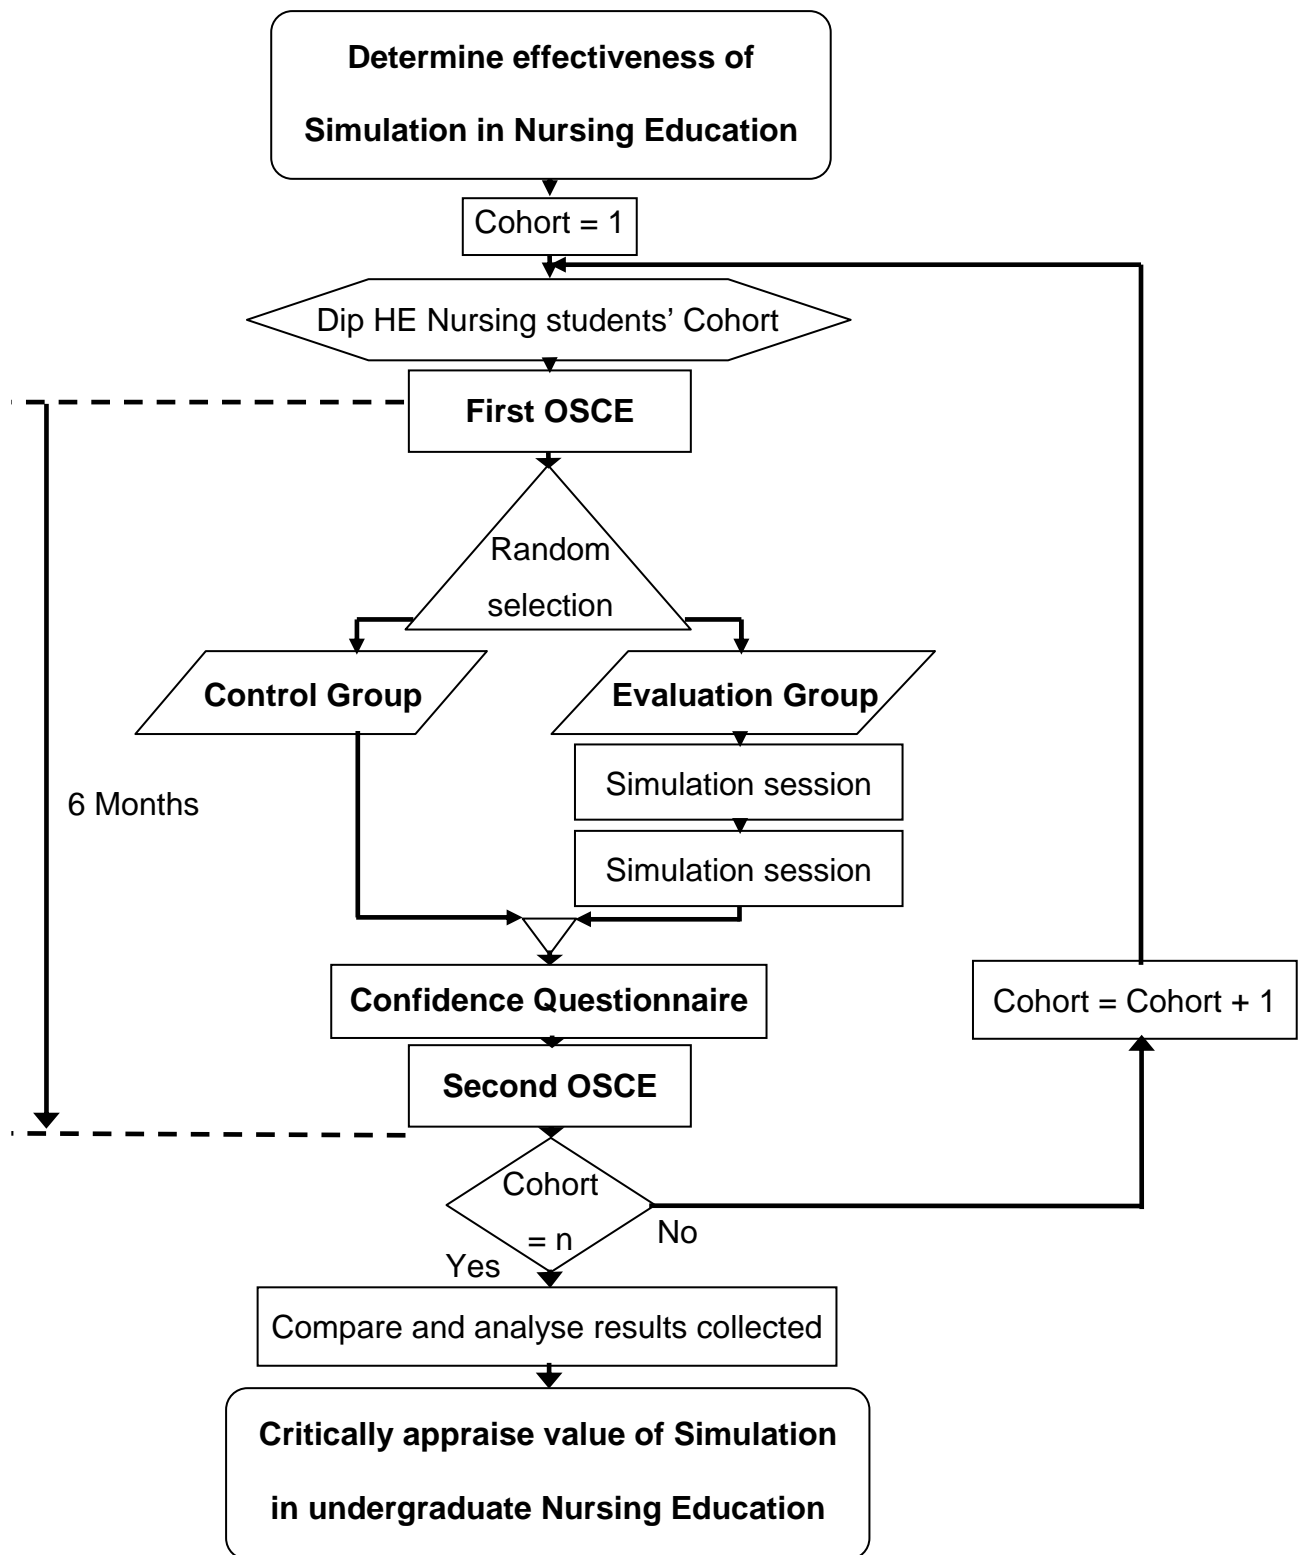 Determine effectiveness of
Simulation in Nursing Education
Cohort = 1
Dip HE Nursing students’ Cohort
First OSCE
Random
selection
Control Group
Evaluation Group
Simulation session
6 Months
Simulation session
Confidence Questionnaire
Cohort = Cohort + 1
Second OSCE
Cohort
= n
No
Yes
Compare and analyse results collected
Critically appraise value of Simulation
in undergraduate Nursing Education